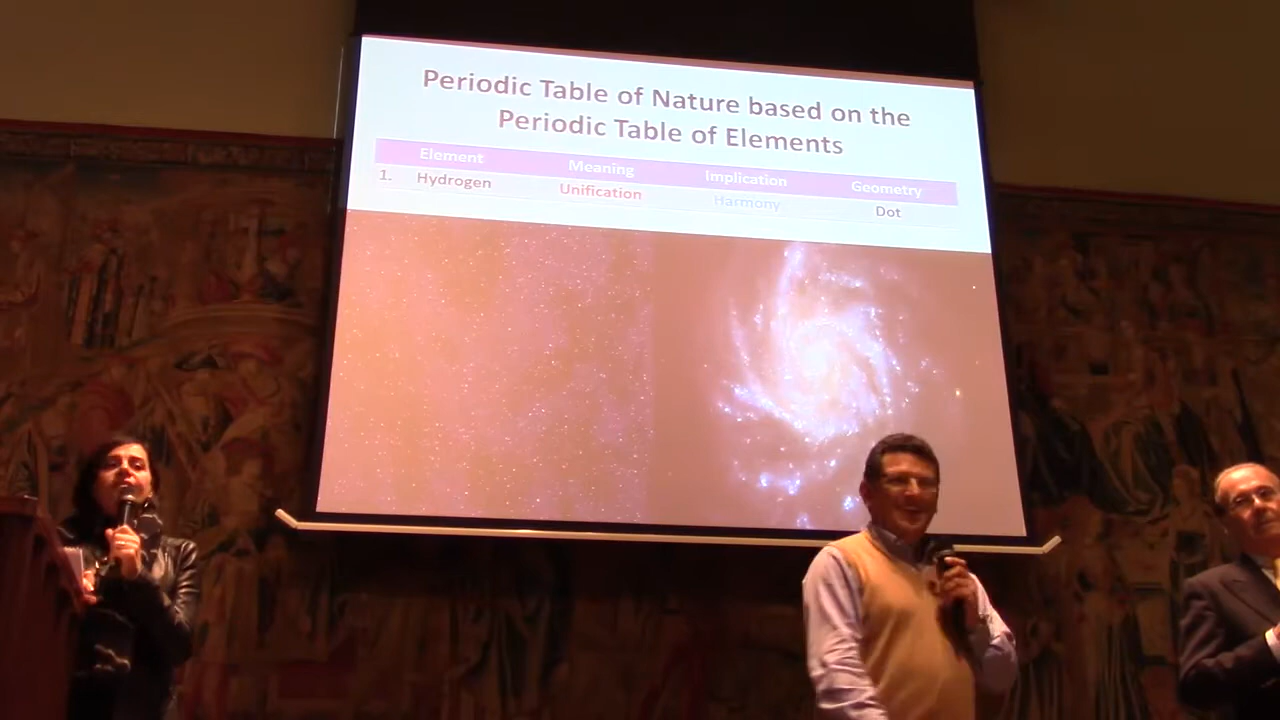 Periodic Table of Nature based on the
Periodic Table of Elements
Element Meaning Implication Geometry
1. Hydrogen Unification Harmony Dot